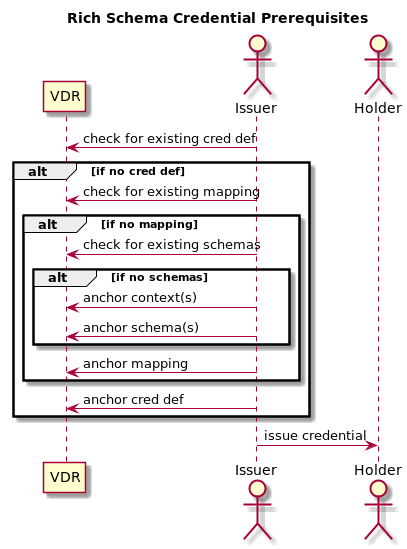 Rich Schema Credential Prerequisites
VDR
Issuer
Holder
check for existing cred def
alt [if no cred def]
check for existing mapping
alt [if no mapping]
check for existing schemas
alt [if no schemas]
anchor context(s)
anchor schema(s)
anchor mapping
anchor cred def
issue credential
VDR
Issuer
Holder